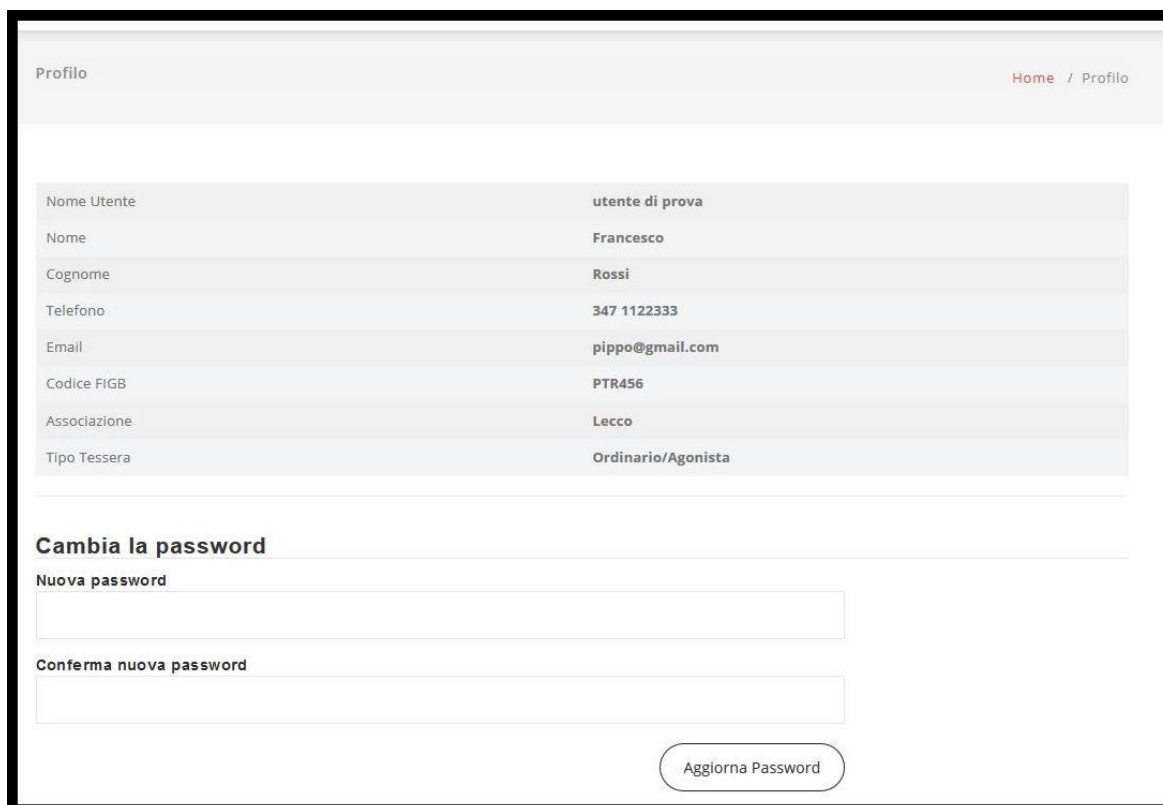 Profilo
Home / Profilo
Nome Utente utente di prova
Nome Francesco
Cognome Rossi
Telefono 347 1122333
Email pippo@gmail.com
Codice FIGB PTR456
Associazione Lecco
Tipo Tessera Ordinario/Agonista
Cambia la password
Nuova password
Conferma nuova password
Aggiorna Password